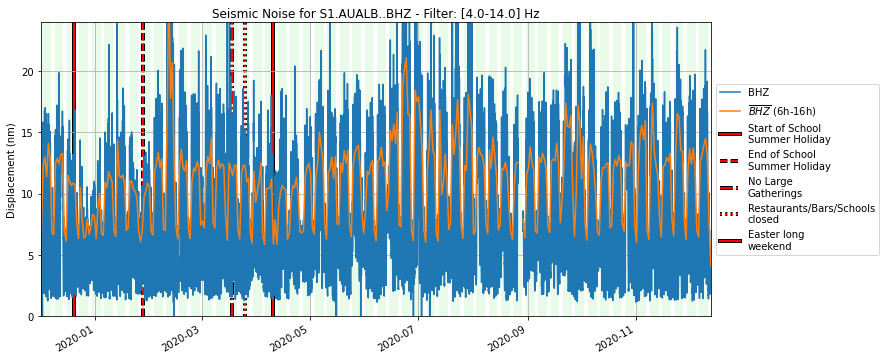 Seismic Noise for S1.AUALB..BHZ - Filter: [4.0-14.0] Hz
Displacement (nm)
20
15
10
5
0
2020-01
2020-03
2020-05
2020-07
2020-09
2020-11
BHZ
BHZ (6h-16h)
Start of School
Summer Holiday
End of School
Summer Holiday
No Large
Gatherings
Restaurants/Bars/Schools
closed
Easter long
weekend